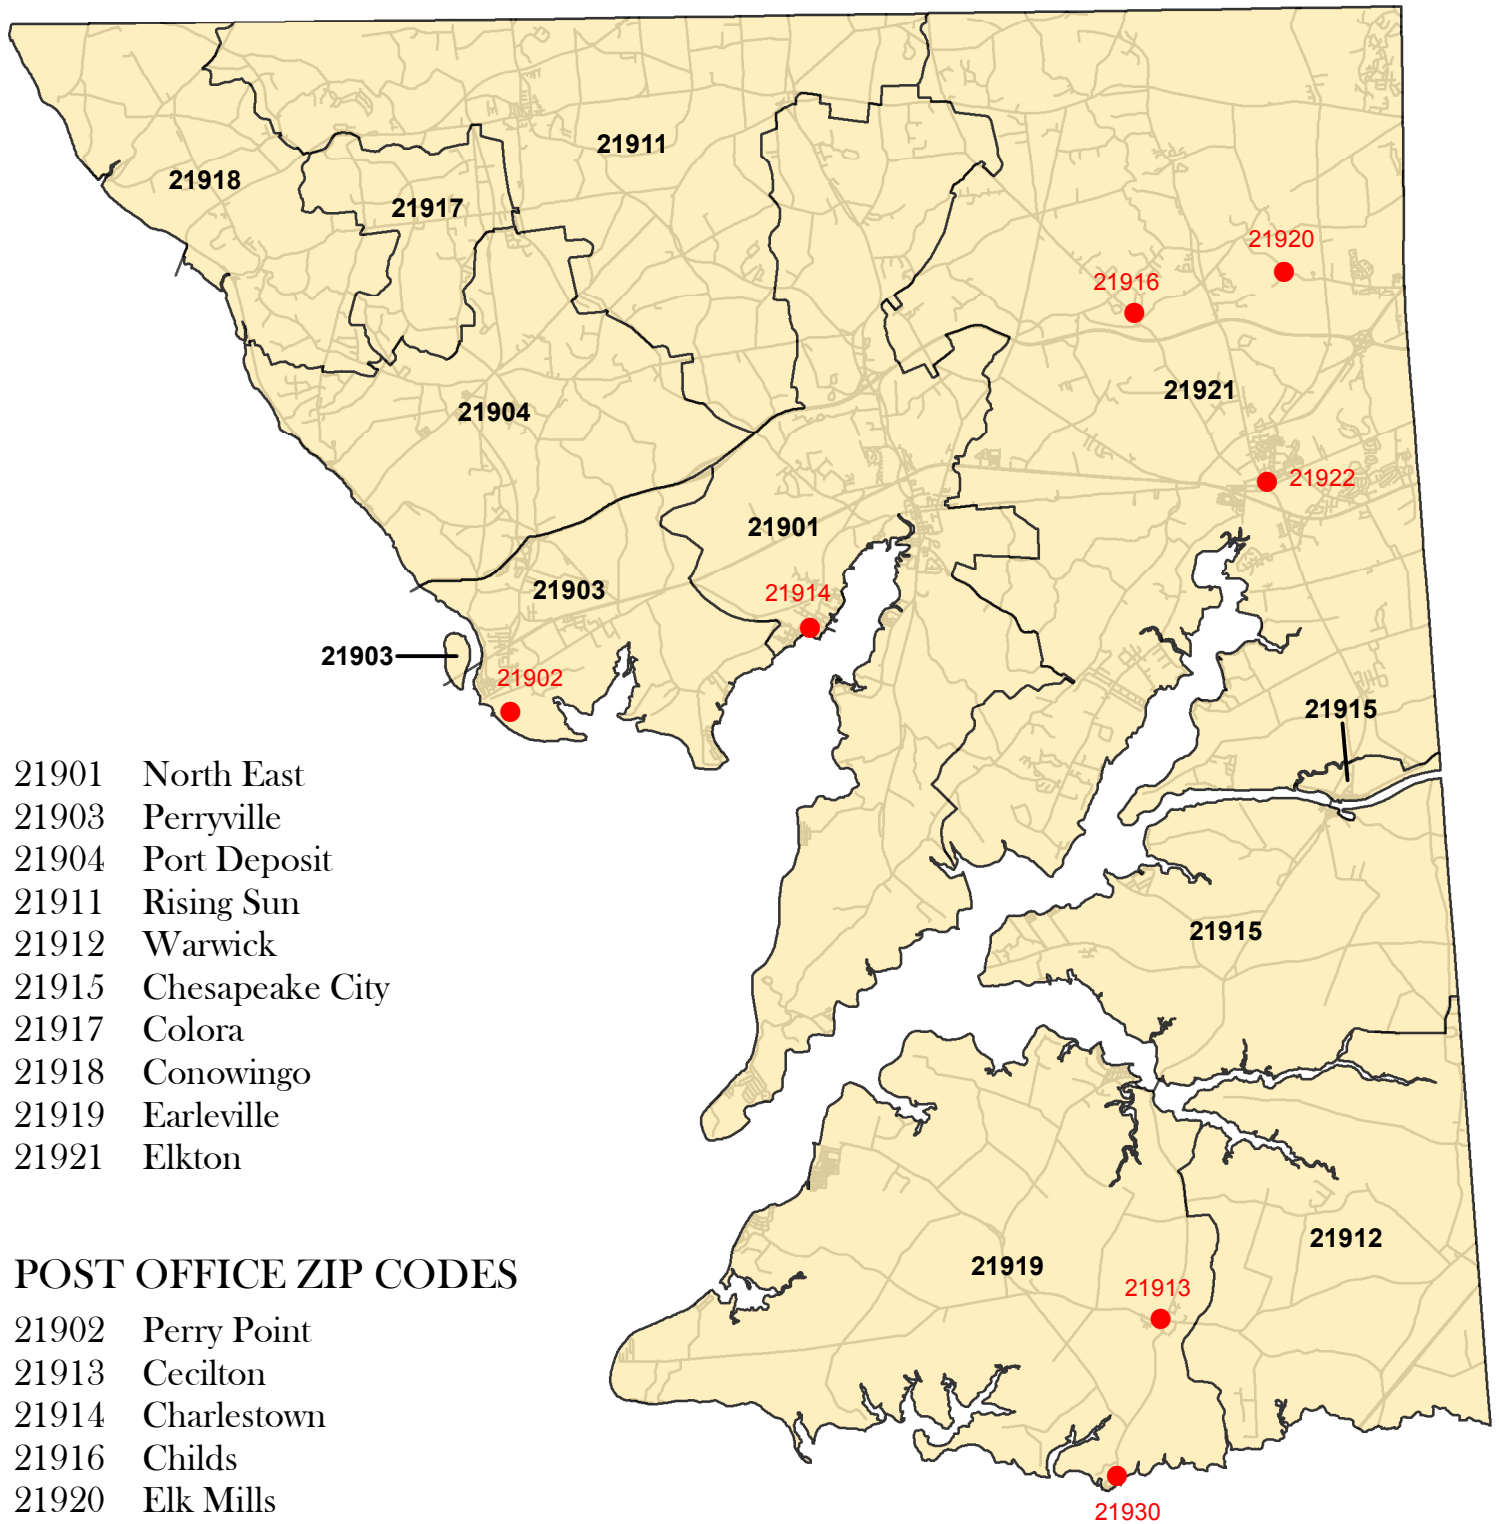 21911
21918
21917
21920
21916
21921
21904
21922
21901
21903
21914
21903
21902
21915
21901 North East
21903 Perryville
21904 Port Deposit
21911 Rising Sun
21912 Warwick
21915
21915 Chesapeake City
21917 Colora
21918 Conowingo
21919 Earleville
21921 Elkton
21912
21919
POST OFFICE ZIP CODES
21913
21902 Perry Point
21913 Cecilton
21914 Charlestown
21916 Childs
21920 Elk Mills
21930